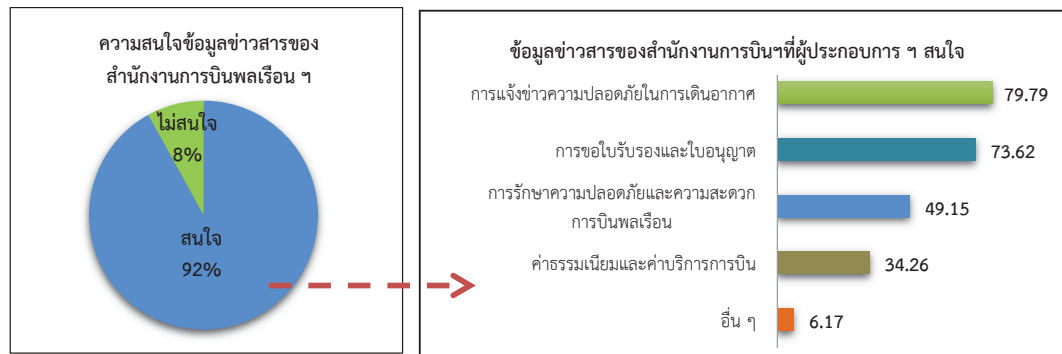 ความสนใจข้อมูลข่าวสารของ
สำนักงานการบินพลเรือน ฯ
ไม่สนใจ
8%
สนใจ
92%
ข้อมูลข่าวสารของสำนักงานการบินฯที่ผู้ประกอบการ ฯ สนใจ
การแจ้งข่าวความปลอดภัยในการเดินอากาศ
79.79
การขอใบรับรองและใบอนุญาต
73.62
การรักษาความปลอดภัยและความสะดวก
การบินพลเรือน
49.15
ค่าธรรมเนียมและค่าบริการการบิน
34.26
อื่น ๆ
6.17